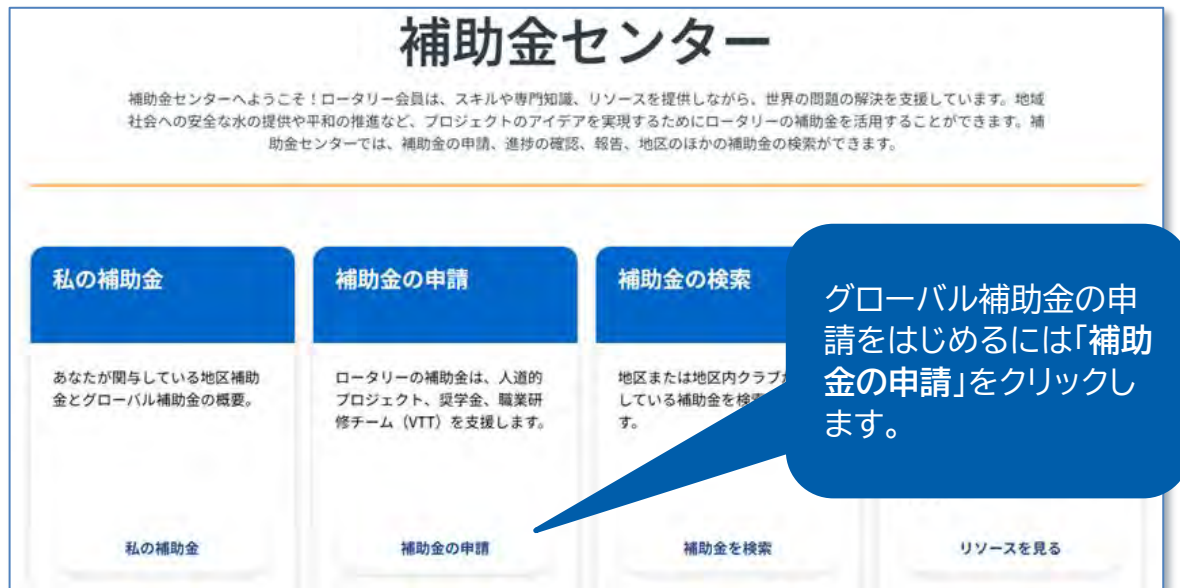 補助金センター
補助金センターへようこそ！ロータリー会員は、スキルや専門知識、リソースを提供しながら、世界の問題の解決を支援しています。地域
社会への安全な水の提供や平和の推進など、プロジェクトのアイデアを実現するためにロータリーの補助金を活用することができます。補
助金センターでは、補助金の申請、進捗の確認、報告、地区のほかの補助金の検索ができます。
私の補助金
あなたが関与している地区補助
金とグローバル補助金の概要。
私の補助金
補助金の申請
ロータリーの補助金は、人道的
プロジェクト、奨学金、職業研
修チーム（VTT）を支援します。
補助金の申請
補助金の検索
地区または地区内クラブ
している補助金を検
す。
補助金を検索
グローバル補助金の申
請をはじめるには「補助
金の申請」をクリックし
ます。
リソースを見る